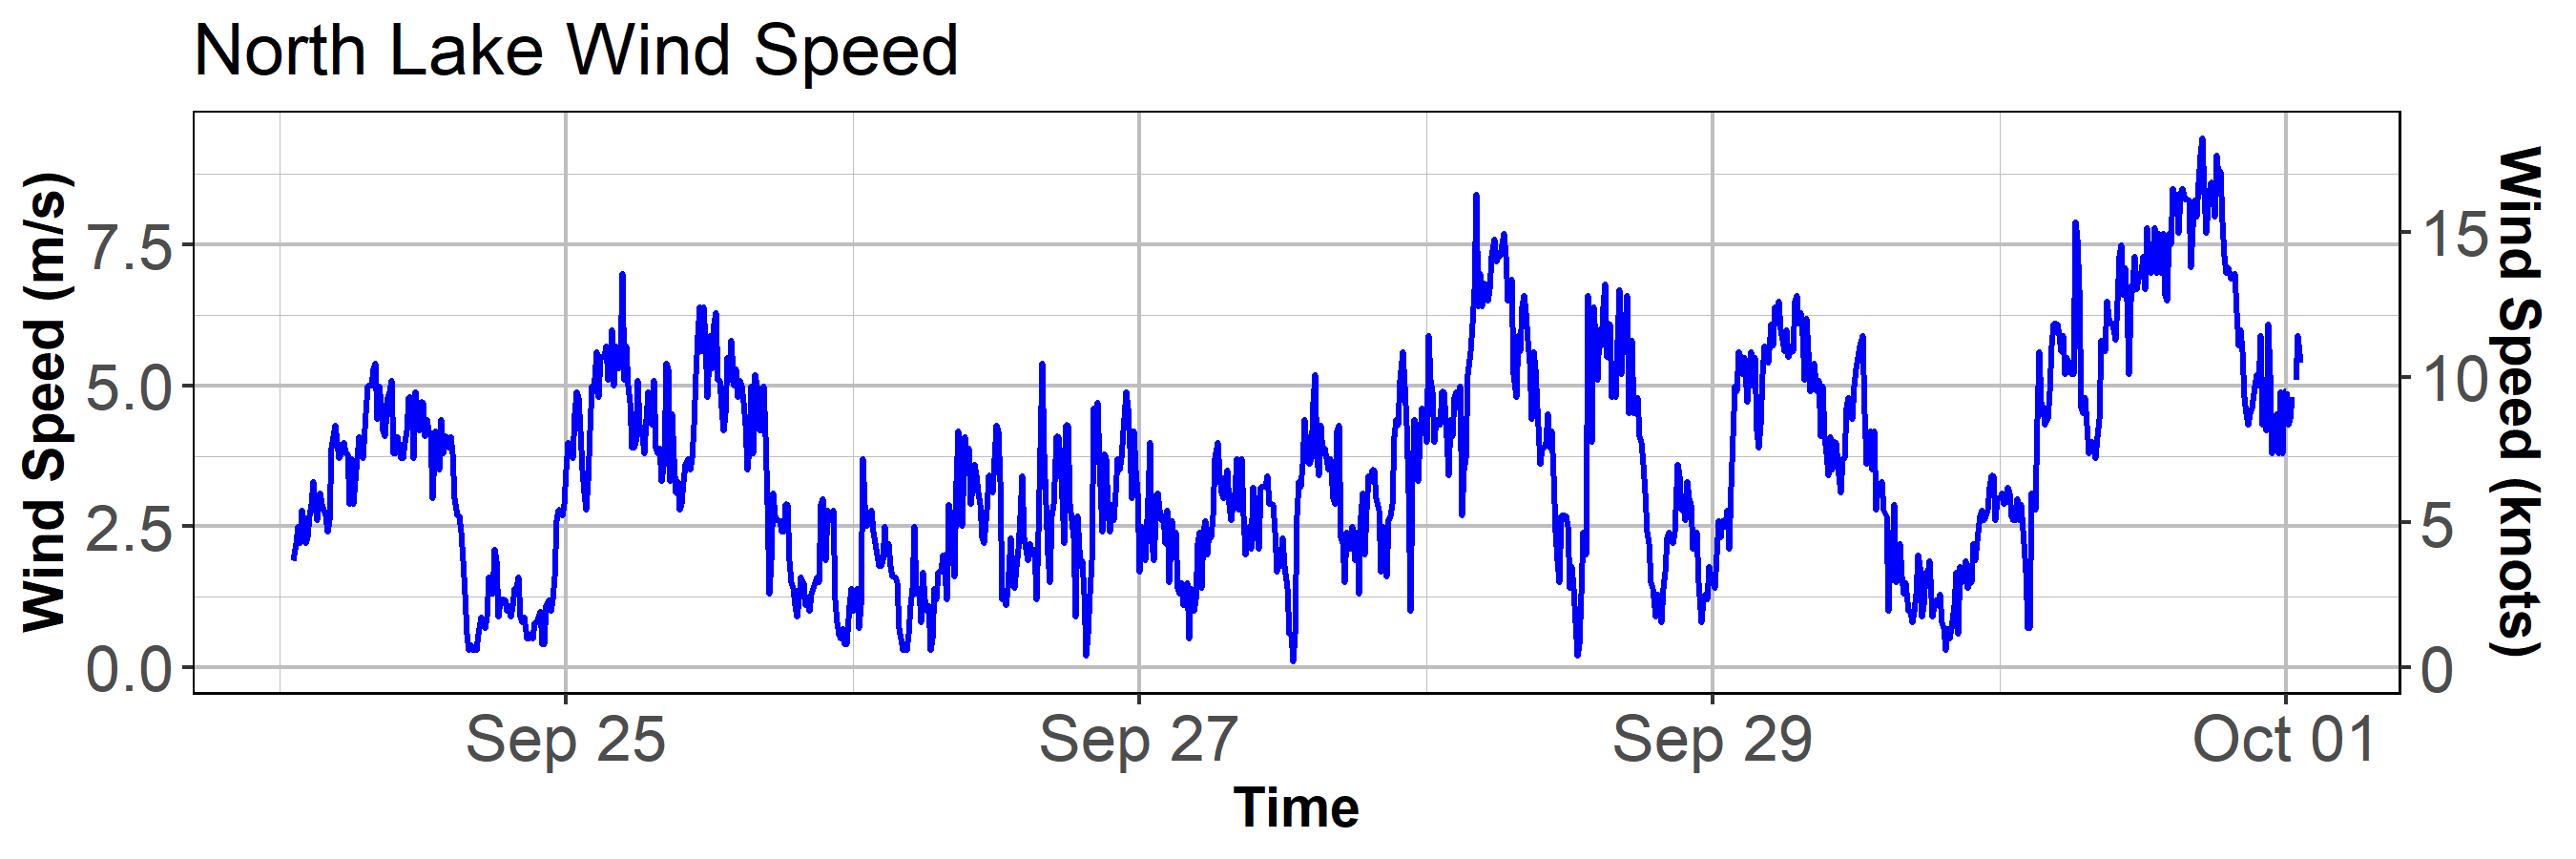 North Lake Wind Speed
Wind Speed (m/s)
7.5
5.0
2.5
0.0
15
10
5
0
Wind Speed (knots)
Sep 25
Sep 27
Sep 29
Oct 01
Time